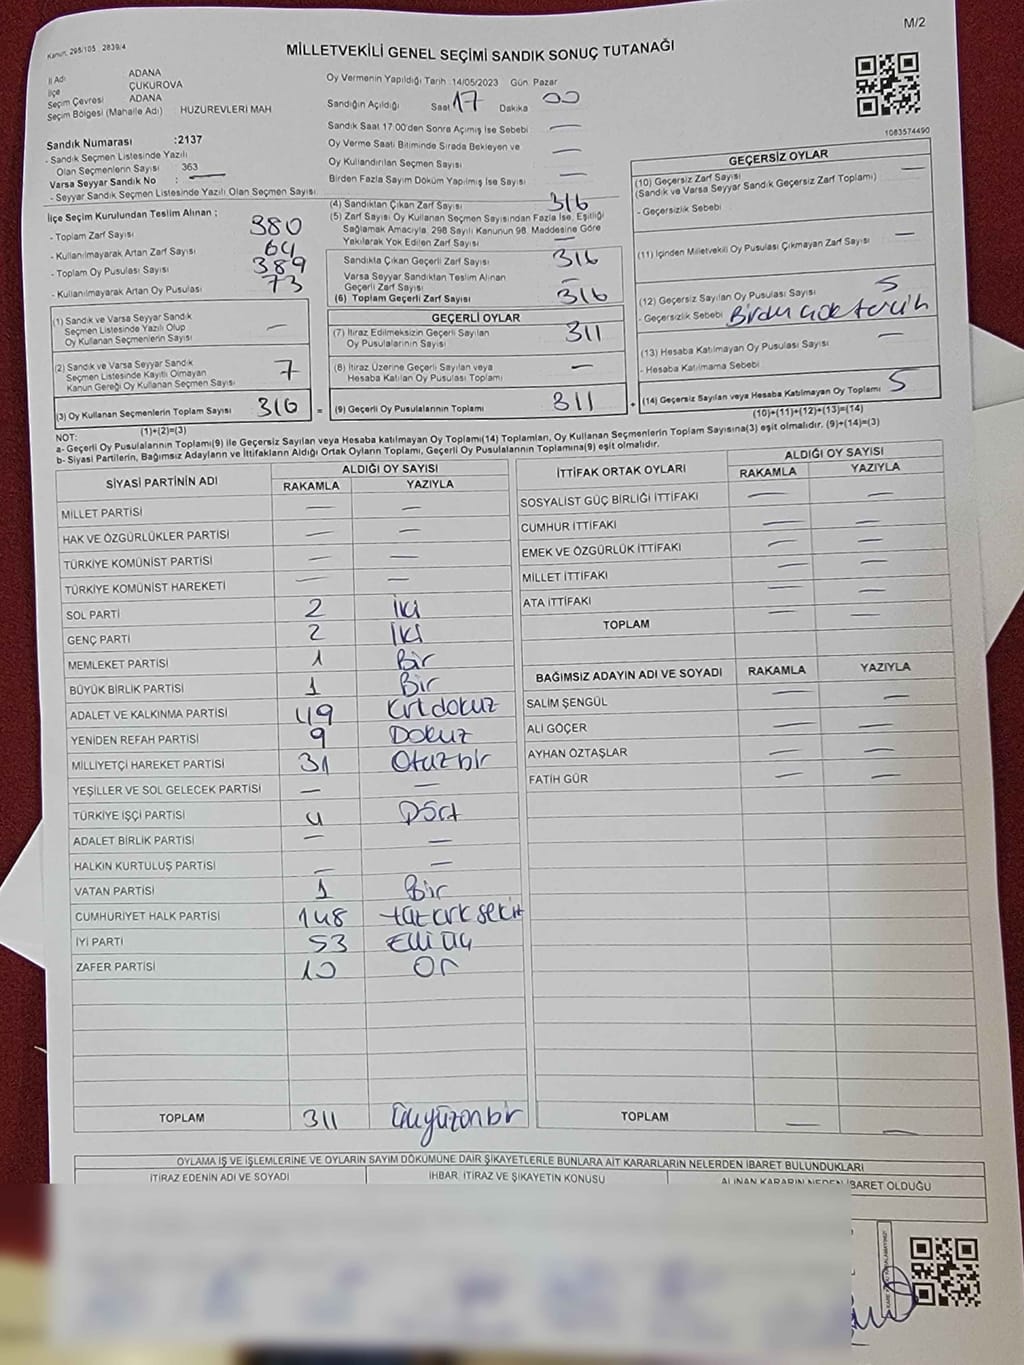 M/2
Kanun: 298/105 2839/4
MİLLETVEKİLİ GENEL SEÇİMİ SANDIK SONUÇ TUTANAĞI
İl Adı ADANA
İlçe ÇUKUROVA
Seçim Çevresi ADANA
Seçim Bölgesi (Mahalle Adı) HUZUREVLERİ MAH
Sandık Numarası :2137
- Sandık Seçmen Listesinde Yazılı
Olan Seçmenlerin Sayısı : 363
Varsa Seyyar Sandık No : —
- Seyyar Sandık Seçmen Listesinde Yazılı Olan Seçmen Sayısı:
Oy Vermenin Yapıldığı Tarih :14/05/2023 Gün: Pazar
Sandığın Açıldığı Saat 17 Dakika 00
Sandık Saat 17:00'den Sonra Açımış İse Sebebi —
Oy Verme Saati Bitiminde Sırada Bekleyen ve
Oy Kullandırılan Seçmen Sayısı —
Birden Fazla Sayım Döküm Yapılmış İse Sayısı —
1083574490
İlçe Seçim Kurulundan Teslim Alınan ;
- Toplam Zarf Sayısı 380
- Kullanılmayarak Artan Zarf Sayısı 64
- Toplam Oy Pusulası Sayısı 389
- Kullanılmayarak Artan Oy Pusulası 73
(1) Sandık ve Varsa Seyyar Sandık
Seçmen Listesinde Yazılı Olup
Oy Kullanan Seçmenlerin Sayısı —
(2) Sandık ve Varsa Seyyar Sandık
Seçmen Listesinde Kayıtlı Olmayan
Kanun Gereği Oy Kullanan Seçmen Sayısı 7
(3) Oy Kullanan Seçmenlerin Toplam Sayısı 316
(1)+(2)=(3)
(4) Sandıktan Çıkan Zarf Sayısı 316
(5) Zarf Sayısı Oy Kullanan Seçmen Sayısından Fazla İse, Eşitliği
Sağlamak Amacıyla, 298 Sayılı Kanunun 98. Maddesine Göre
Yakılarak Yok Edilen Zarf Sayısı —
Sandıkta Çıkan Geçerli Zarf Sayısı 316
Varsa Seyyar Sandıktan Teslim Alınan
Geçerli Zarf Sayısı —
(6) Toplam Geçerli Zarf Sayısı 316
GEÇERLİ OYLAR
(7) İtiraz Edilmeksizin Geçerli Sayılan
Oy Pusulalarının Sayısı 311
(8) İtiraz Üzerine Geçerli Sayılan veya
Hesaba Katılan Oy Pusulası Toplamı —
= (9) Geçerli Oy Pusulalarının Toplamı 311
GEÇERSİZ OYLAR
(10) Geçersiz Zarf Sayısı
(Sandık ve Varsa Seyyar Sandık Geçersiz Zarf Toplamı) —
- Geçersizlik Sebebi
(11) İçinden Milletvekili Oy Pusulası Çıkmayan Zarf Sayısı —
(12) Geçersiz Sayılan Oy Pusulası Sayısı 5
- Geçersizlik Sebebi Birden çok tercih
(13) Hesaba Katılmayan Oy Pusulası Sayısı —
- Hesaba Katılmama Sebebi
+ (14) Geçersiz Sayılan veya Hesaba Katılmayan Oy Toplamı 5
(10)+(11)+(12)+(13)=(14)
NOT:
a- Geçerli Oy Pusulalarının Toplamı(9) ile Geçersiz Sayılan veya Hesaba katılmayan Oy Toplamı(14) Toplamları, Oy Kullanan Seçmenlerin Toplam Sayısına(3) eşit olmalıdır. (9)+(14)=(3)
b- Siyasi Partilerin, Bağımsız Adayların ve İttifakların Aldığı Ortak Oyların Toplamı, Geçerli Oy Pusulalarının Toplamına(9) eşit olmalıdır.
SİYASİ PARTİNİN ADI ALDIĞI OY SAYISI
RAKAMLA YAZIYLA
MİLLET PARTİSİ — —
HAK VE ÖZGÜRLÜKLER PARTİSİ — —
TÜRKİYE KOMÜNİST PARTİSİ — —
TÜRKİYE KOMÜNİST HAREKETİ — —
SOL PARTİ 2 iki
GENÇ PARTİ 2 iki
MEMLEKET PARTİSİ 1 Bir
BÜYÜK BİRLİK PARTİSİ 1 Bir
ADALET VE KALKINMA PARTİSİ 49 kırkdokuz
YENİDEN REFAH PARTİSİ 9 Dokuz
MİLLİYETÇİ HAREKET PARTİSİ 31 Otuzbir
YEŞİLLER VE SOL GELECEK PARTİSİ — —
TÜRKİYE İŞÇİ PARTİSİ 4 Dört
ADALET BİRLİK PARTİSİ — —
HALKIN KURTULUŞ PARTİSİ — —
VATAN PARTİSİ 1 Bir
CUMHURİYET HALK PARTİSİ 148 yüz kırk sekiz
İYİ PARTİ 53 Elli üç
ZAFER PARTİSİ 10 On
TOPLAM 311 Üçyüzonbir
İTTİFAK ORTAK OYLARI ALDIĞI OY SAYISI
RAKAMLA YAZIYLA
SOSYALİST GÜÇ BİRLİĞİ İTTİFAKI — —
CUMHUR İTTİFAKI — —
EMEK VE ÖZGÜRLÜK İTTİFAKI — —
MİLLET İTTİFAKI — —
ATA İTTİFAKI — —
TOPLAM — —
BAĞIMSIZ ADAYIN ADI VE SOYADI RAKAMLA YAZIYLA
SALİM ŞENGÜL — —
ALİ GÖÇER — —
AYHAN ÖZTAŞLAR — —
FATİH GÜR — —
TOPLAM — —
OYLAMA İŞ VE İŞLEMLERİNE VE OYLARIN SAYIM DÖKÜMÜNE DAİR ŞİKAYETLERLE BUNLARA AİT KARARLARIN NELERDEN İBARET BULUNDUKLARI
İTİRAZ EDENİN ADI VE SOYADI İHBAR, İTİRAZ VE ŞİKAYETİN KONUSU ALINAN KARARIN NEDEN İBARET OLDUĞU